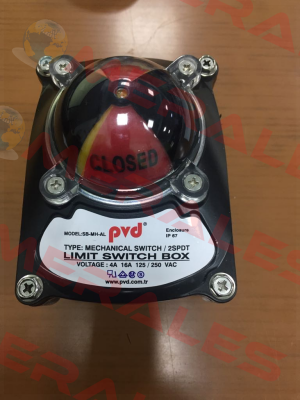 CLOSED
MODEL:SB-MH-AL
pvd®
Enclosure
IP 67
TYPE: MECHANICAL SWITCH / 2SPDT
LIMIT SWITCH BOX
VOLTAGE : 4A 16A 125 / 250 VAC
www.pvd.com.tr